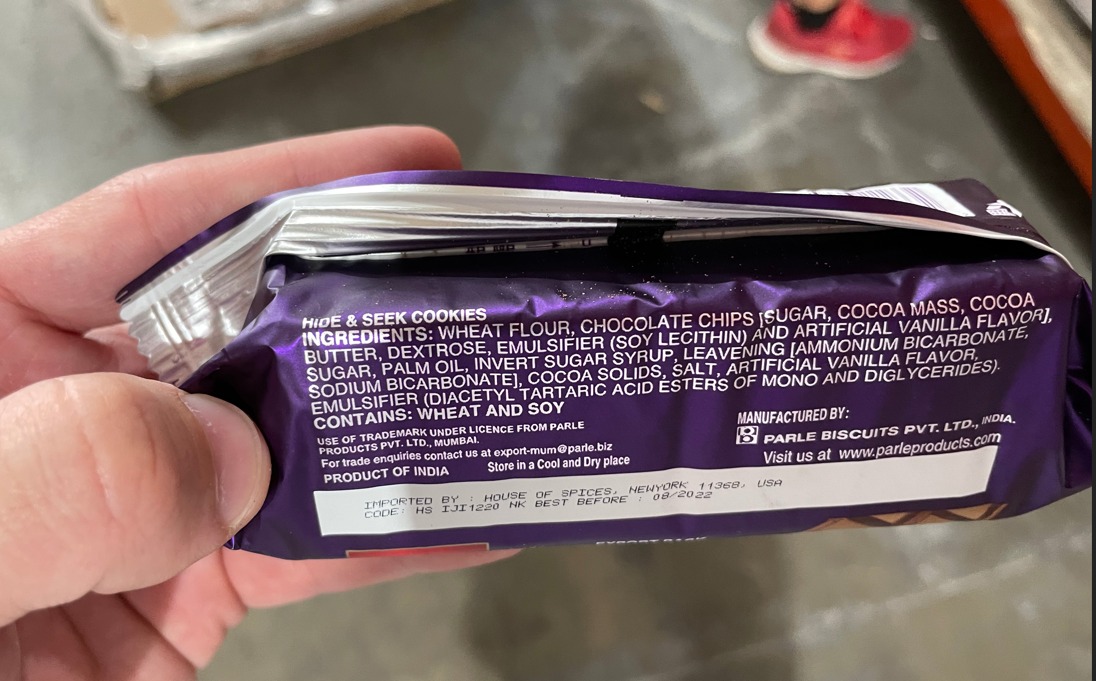 HIDE & SEEK COOKIES
INGREDIENTS: WHEAT FLOUR, CHOCOLATE CHIPS [SUGAR, COCOA MASS, COCOA
BUTTER, DEXTROSE, EMULSIFIER (SOY LECITHIN) AND ARTIFICIAL VANILLA FLAVOR],
SUGAR, PALM OIL, INVERT SUGAR SYRUP, LEAVENING [AMMONIUM BICARBONATE,
SODIUM BICARBONATE], COCOA SOLIDS, SALT, ARTIFICIAL VANILLA FLAVOR,
EMULSIFIER (DIACETYL TARTARIC ACID ESTERS OF MONO AND DIGLYCERIDES).
CONTAINS: WHEAT AND SOY
USE OF TRADEMARK UNDER LICENCE FROM PARLE
PRODUCTS PVT. LTD., MUMBAI.
For trade enquiries contact us at export-mum@parle.biz
PRODUCT OF INDIA Store in a Cool and Dry place
MANUFACTURED BY:
B PARLE BISCUITS PVT. LTD., INDIA.
Visit us at www.parleproducts.com
IMPORTED BY : HOUSE OF SPICES, NEWYORK 11368, USA
CODE: HS IJI1220 NK BEST BEFORE : 08/2022
EXPORT PACK